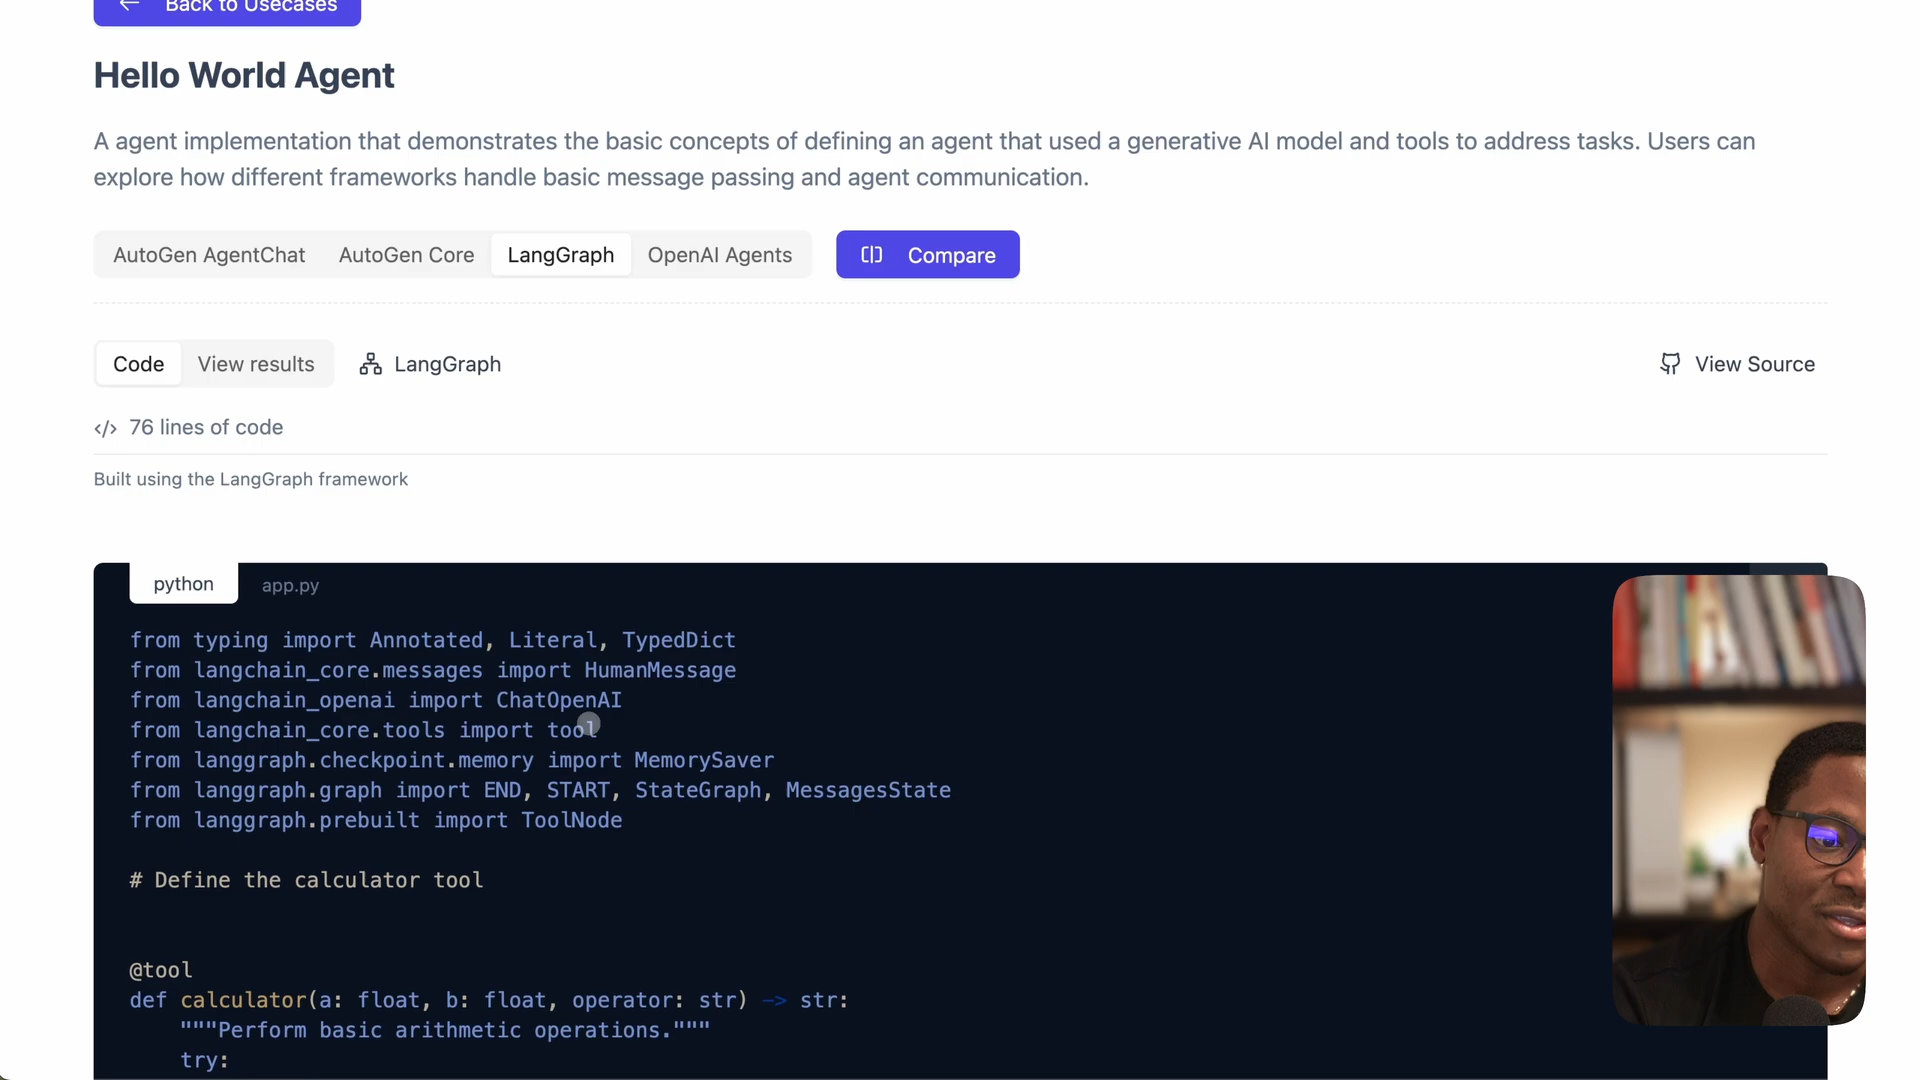 Back to Usecases
Hello World Agent
A agent implementation that demonstrates the basic concepts of defining an agent that used a generative AI model and tools to address tasks. Users can
explore how different frameworks handle basic message passing and agent communication.
AutoGen AgentChat AutoGen Core LangGraph OpenAI Agents Compare
Code View results LangGraph View Source
</> 76 lines of code
Built using the LangGraph framework
python app.py
from typing import Annotated, Literal, TypedDict
from langchain_core.messages import HumanMessage
from langchain_openai import ChatOpenAI
from langchain_core.tools import tool
from langgraph.checkpoint.memory import MemorySaver
from langgraph.graph import END, START, StateGraph, MessagesState
from langgraph.prebuilt import ToolNode
# Define the calculator tool
@tool
def calculator(a: float, b: float, operator: str) -> str:
    """Perform basic arithmetic operations."""
    try: